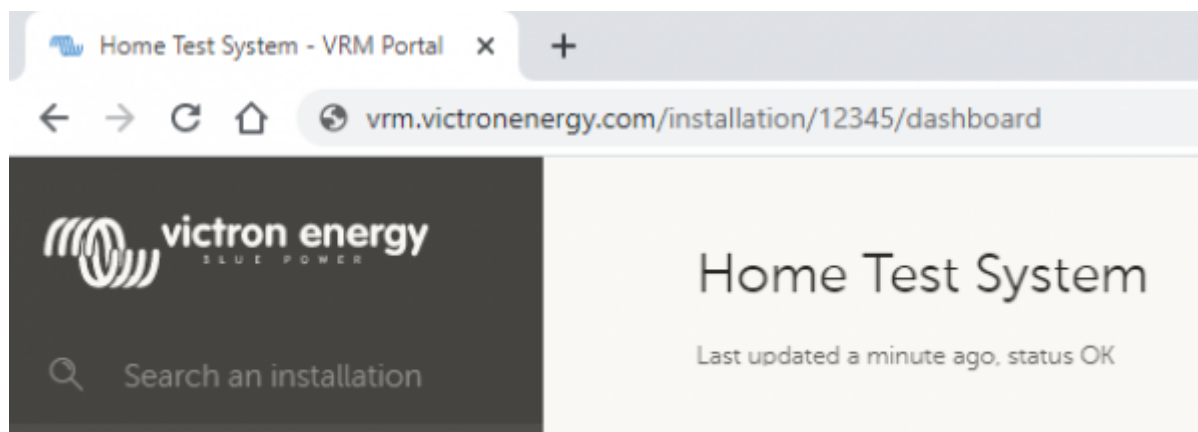 Home Test System - VRM Portal
vrm.victronenergy.com/installation/12345/dashboard
victron energy
BLUE POWER
Search an installation
Home Test System
Last updated a minute ago, status OK